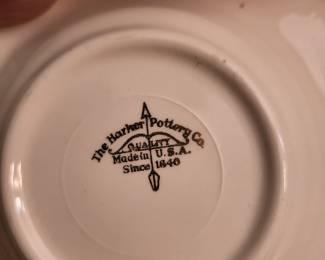 The Harker Pottery Co.
QUALITY
Made in U.S.A.
Since 1840